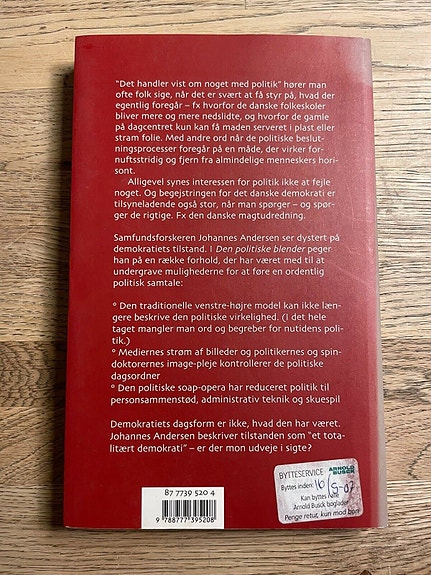 "Det handler vist om noget med politik" hører man
ofte folk sige, når det er svært at få styr på, hvad der
egentlig foregår – fx hvorfor de danske folkeskoler
bliver mere og mere nedslidte, og hvorfor de gamle
på dagcentret kun kan få maden serveret i plast eller
stram folie. Med andre ord når de politiske beslut-
ningsprocesser foregår på en måde, der virker for-
nuftsstridig og fjern fra almindelige menneskers hori-
sont.
Alligevel synes interessen for politik ikke at fejle
noget. Og begejstringen for det danske demokrati er
tilsyneladende også stor, når man spørger – og spør-
ger de rigtige. Fx den danske magtudredning.
Samfundsforskeren Johannes Andersen ser dystert på
demokratiets tilstand. I Den politiske blender peger
han på en række forhold, der har været med til at
undergrave mulighederne for at føre en ordentlig
politisk samtale:
° Den traditionelle venstre-højre model kan ikke læn-
gere beskrive den politiske virkelighed. (I det hele
taget mangler man ord og begreber for nutidens poli-
tik.)
° Mediernes strøm af billeder og politikernes og spin-
doktorernes image-pleje kontrollerer de politiske
dagsordner
° Den politiske soap-opera har reduceret politik til
personsammenstød, administrativ teknik og skuespil
Demokratiets dagsform er ikke, hvad den har været.
Johannes Andersen beskriver tilstanden som "et tota-
litært demokrati" – er der mon udveje i sigte?
87 7739 520 4
9 788777 395208
BYTTESERVICE ARNOLD BUSCK
Byttes inden: 16/9-07
Kan byttes i alle
Arnold Busck boglader
Penge retur, kun mod bon